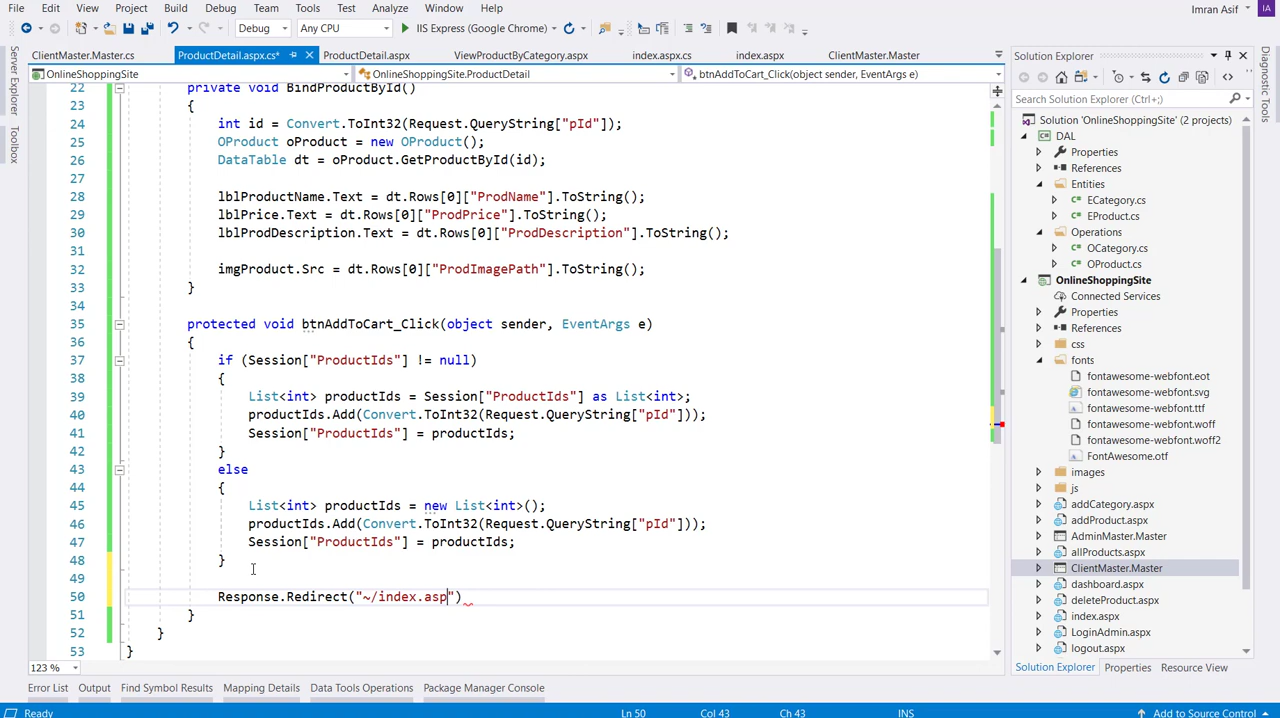 File Edit View Project Build Debug Team Tools Test Analyze Window Help Imran Asif IA
Debug Any CPU IIS Express (Google Chrome)
ClientMaster.Master.cs ProductDetail.aspx.cs* ProductDetail.aspx ViewProductByCategory.aspx index.aspx.cs index.aspx ClientMaster.Master
OnlineShoppingSite OnlineShoppingSite.ProductDetail btnAddToCart_Click(object sender, EventArgs e)
Server Explorer
Toolbox
22 private void BindProductById()
23 {
24 int id = Convert.ToInt32(Request.QueryString["pId"]);
25 OProduct oProduct = new OProduct();
26 DataTable dt = oProduct.GetProductById(id);
27
28 lblProductName.Text = dt.Rows[0]["ProdName"].ToString();
29 lblPrice.Text = dt.Rows[0]["ProdPrice"].ToString();
30 lblProdDescription.Text = dt.Rows[0]["ProdDescription"].ToString();
31
32 imgProduct.Src = dt.Rows[0]["ProdImagePath"].ToString();
33 }
34
35 protected void btnAddToCart_Click(object sender, EventArgs e)
36 {
37 if (Session["ProductIds"] != null)
38 {
39 List<int> productIds = Session["ProductIds"] as List<int>;
40 productIds.Add(Convert.ToInt32(Request.QueryString["pId"]));
41 Session["ProductIds"] = productIds;
42 }
43 else
44 {
45 List<int> productIds = new List<int>();
46 productIds.Add(Convert.ToInt32(Request.QueryString["pId"]));
47 Session["ProductIds"] = productIds;
48 }
49
50 Response.Redirect("~/index.asp")
51 }
52 }
53 }
123 %
Solution Explorer
Search Solution Explorer (Ctrl+;)
Solution "OnlineShoppingSite" (2 projects)
DAL
Properties
References
Entities
ECategory.cs
EProduct.cs
Operations
OCategory.cs
OProduct.cs
OnlineShoppingSite
Connected Services
Properties
References
css
fonts
fontawesome-webfont.eot
fontawesome-webfont.svg
fontawesome-webfont.ttf
fontawesome-webfont.woff
fontawesome-webfont.woff2
FontAwesome.otf
images
js
addCategory.aspx
addProduct.aspx
AdminMaster.Master
allProducts.aspx
ClientMaster.Master
dashboard.aspx
deleteProduct.aspx
index.aspx
LoginAdmin.aspx
logout.aspx
Solution Explorer Properties Resource View
Diagnostic Tools
Error List Output Find Symbol Results Mapping Details Data Tools Operations Package Manager Console
Ready Ln 50 Col 43 Ch 43 INS Add to Source Control